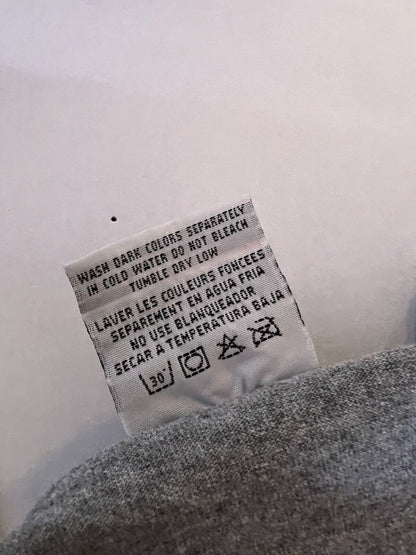 WASH DARK COLORS SEPARATELY
IN COLD WATER DO NOT BLEACH
TUMBLE DRY LOW
LAVER LES COULEURS FONCEES
SEPAREMENT EN AGUA FRIA
NO USE BLANQUEADOR
SECAR A TEMPERATURA BAJA
30°